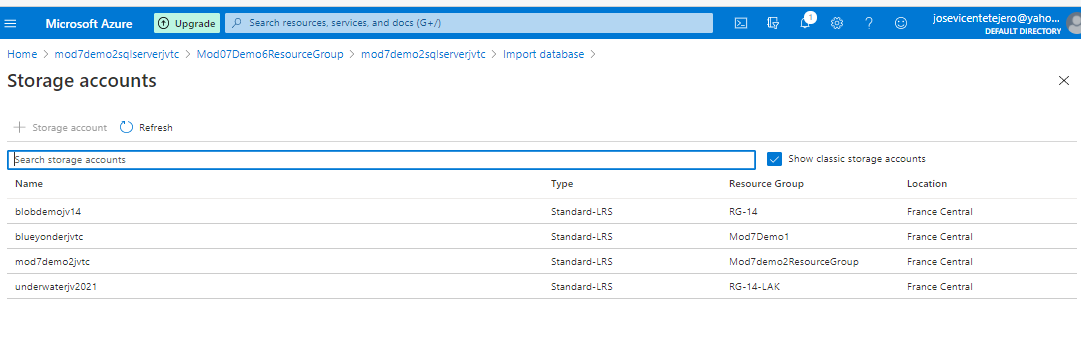 Microsoft Azure Upgrade Search resources, services, and docs (G+/) 1 josevicentetejero@yaho...
DEFAULT DIRECTORY
Home > mod7demo2sqlserverjvtc > Mod07Demo6ResourceGroup > mod7demo2sqlserverjvtc > Import database >
Storage accounts
Storage account Refresh
Search storage accounts Show classic storage accounts
Name Type Resource Group Location
blobdemojv14 Standard-LRS RG-14 France Central
blueyonderjvtc Standard-LRS Mod7Demo1 France Central
mod7demo2jvtc Standard-LRS Mod7demo2ResourceGroup France Central
underwaterjv2021 Standard-LRS RG-14-LAK France Central